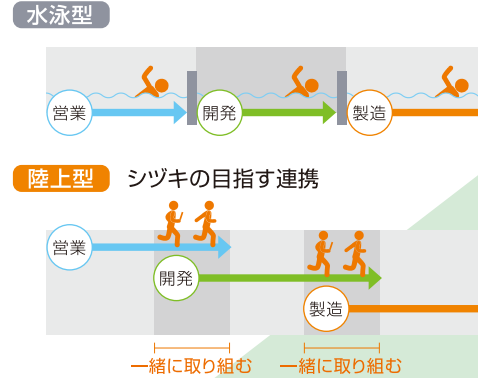 水泳型
営業
開発
製造
陸上型 シヅキの目指す連携
営業
開発
製造
一緒に取り組む 一緒に取り組む